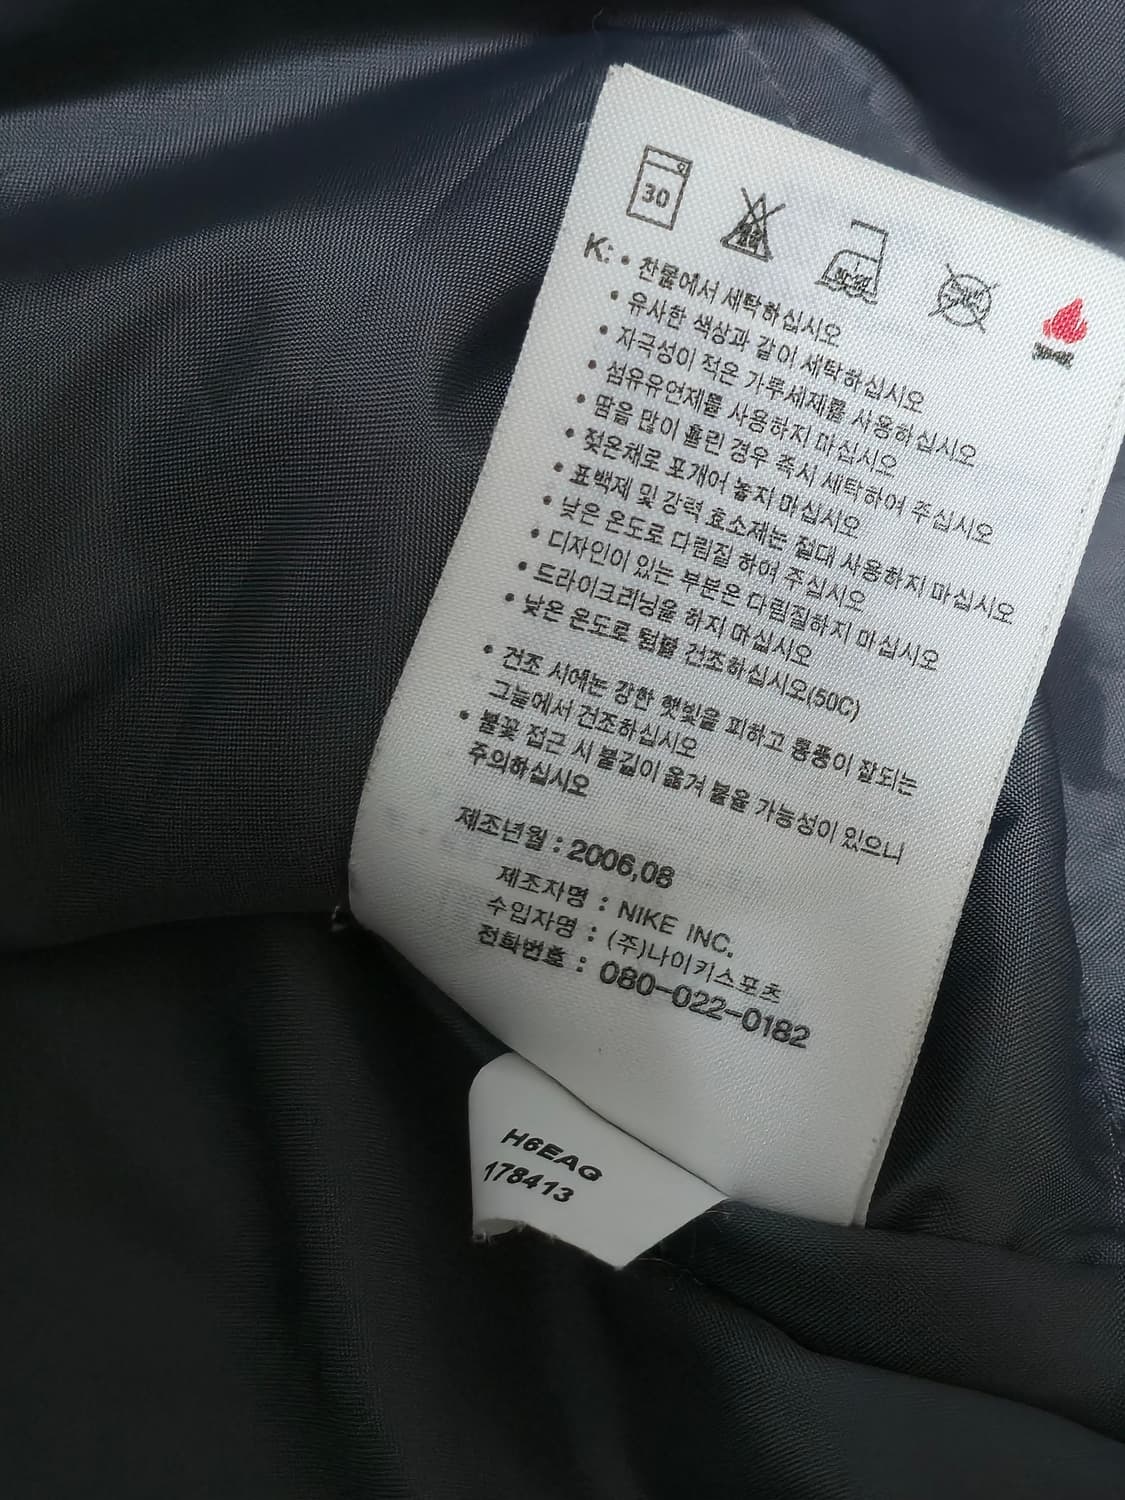 30
K: • 찬물에서 세탁하십시오
• 유사한 색상과 같이 세탁하십시오
• 자극성이 적은 가루세제를 사용하십시오
• 섬유유연제를 사용하지 마십시오
• 땀을 많이 흘린 경우 즉시 세탁하여 주십시오
• 젖은채로 포개어 놓지 마십시오
• 표백제 및 강력 효소제는 절대 사용하지 마십시오
• 낮은 온도로 다림질 하여 주십시오
• 디자인이 있는 부분은 다림질하지 마십시오
• 드라이크리닝을 하지 마십시오
• 낮은 온도로 텀블 건조하십시오(50C)
• 건조 시에는 강한 햇빛을 피하고 통풍이 잘되는
그늘에서 건조하십시오
• 불꽃 접근 시 불길이 옮겨 붙을 가능성이 있으니
주의하십시오
제조년월 : 2006,08
제조자명 : NIKE INC.
수입자명 : (주)나이키스포츠
전화번호 : 080-022-0182
H6EAG
178413